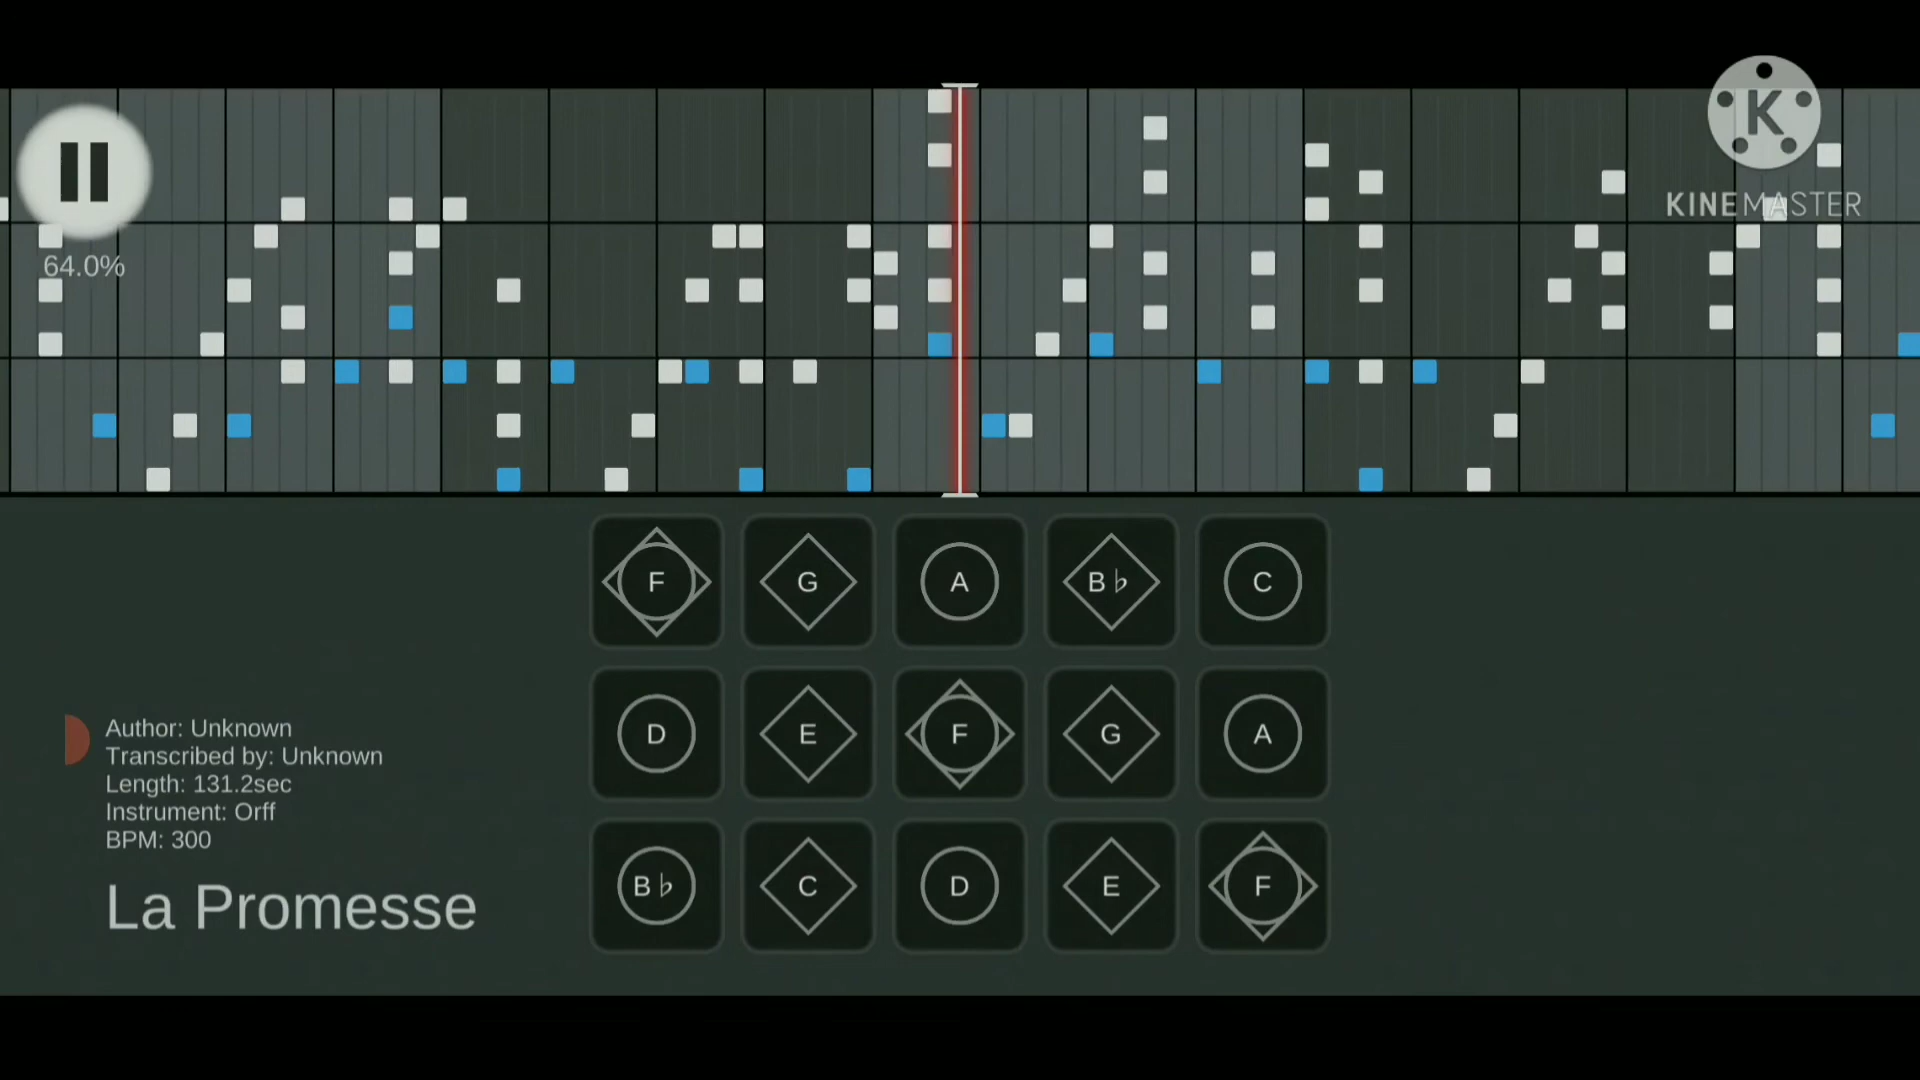 K
KINEMASTER
64.0%
F G A B♭ C
D E F G A
B♭ C D E F
Author: Unknown
Transcribed by: Unknown
Length: 131.2sec
Instrument: Orff
BPM: 300
La Promesse